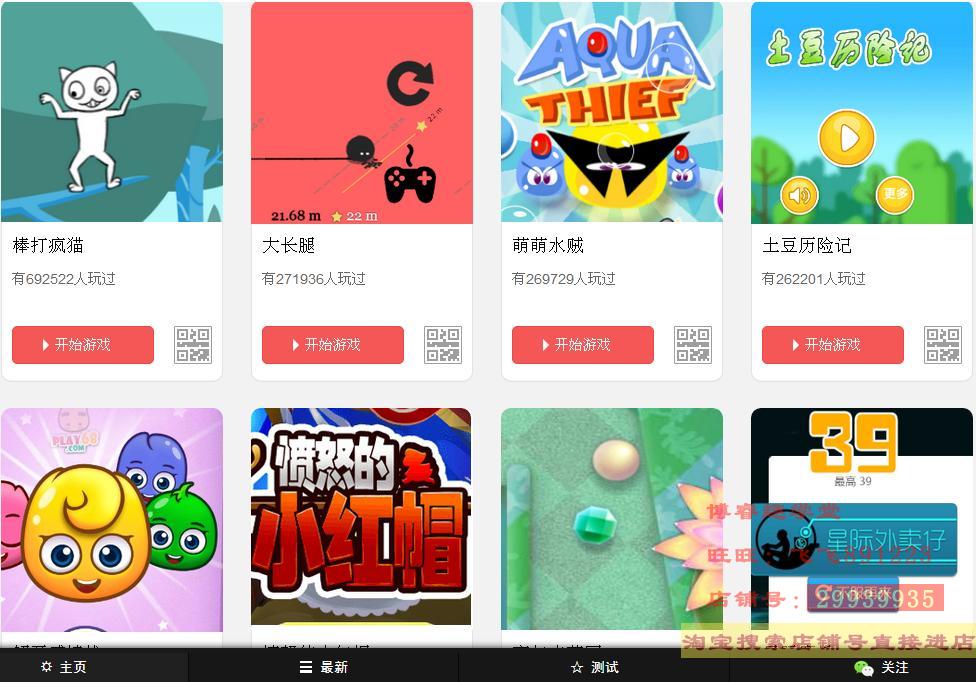 AQUA
THIEF
土豆历险记
22 m
21.68 m
22 m
更多
棒打疯猫
大长腿
萌萌水贼
土豆历险记
有692522人玩过
有271936人玩过
有269729人玩过
有262201人玩过
开始游戏
开始游戏
开始游戏
开始游戏
PLAY68
.COM
愤怒的
小红帽
39
最高 39
星际外卖仔
店铺号：29939935
淘宝搜索店铺号直接进店
主页
最新
测试
关注